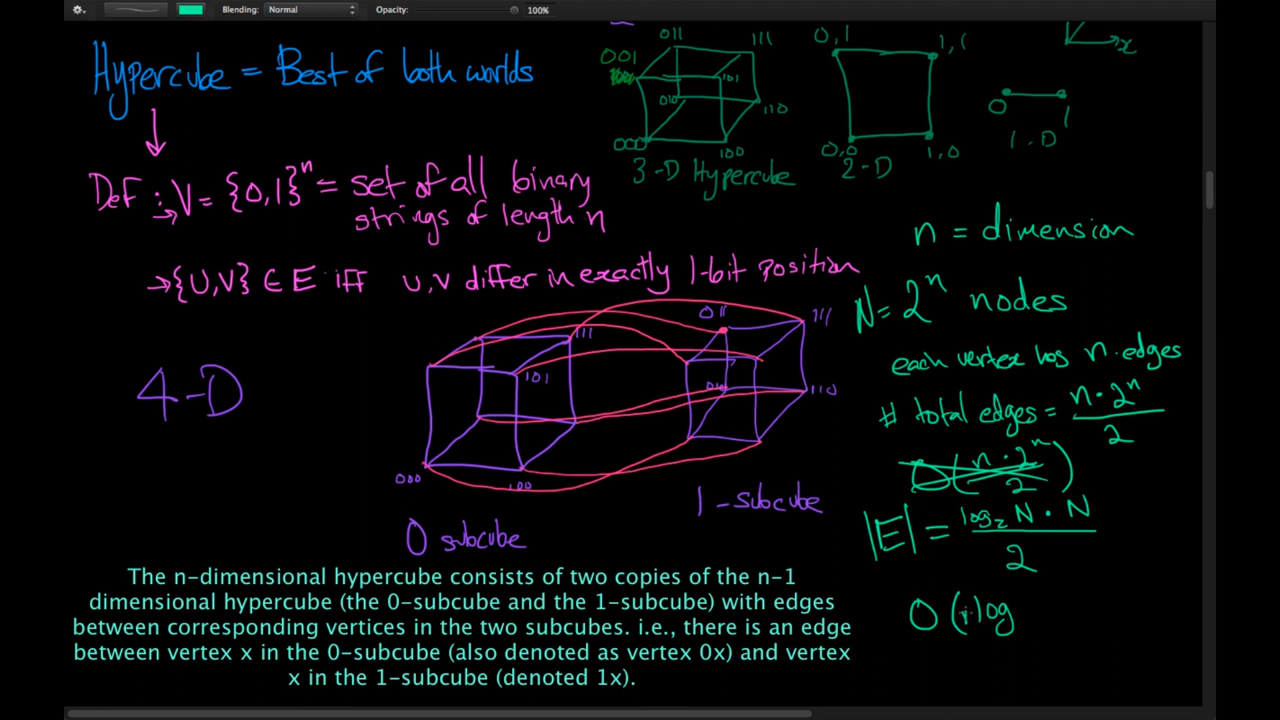 Blending: Normal Opacity: 100%
Hypercube = Best of both worlds
011 111
001 101
010 110
000 100
3-D Hypercube
0,1 1,1
0,0 1,0
2-D
x
0 1
1-D
Def : → V = {0,1}ⁿ = set of all binary
strings of length n
→ {U,V} ∈ E iff u,v differ in exactly 1-bit position
4-D
111
101
000 100
0 subcube
011 111
010 110
1-subcube
n = dimension
N = 2ⁿ nodes
each vertex has n edges
# total edges = n · 2ⁿ / 2
O(n · 2ⁿ / 2)
|E| = log₂ N · N / 2
O (n log
The n-dimensional hypercube consists of two copies of the n-1
dimensional hypercube (the 0-subcube and the 1-subcube) with edges
between corresponding vertices in the two subcubes. i.e., there is an edge
between vertex x in the 0-subcube (also denoted as vertex 0x) and vertex
x in the 1-subcube (denoted 1x).